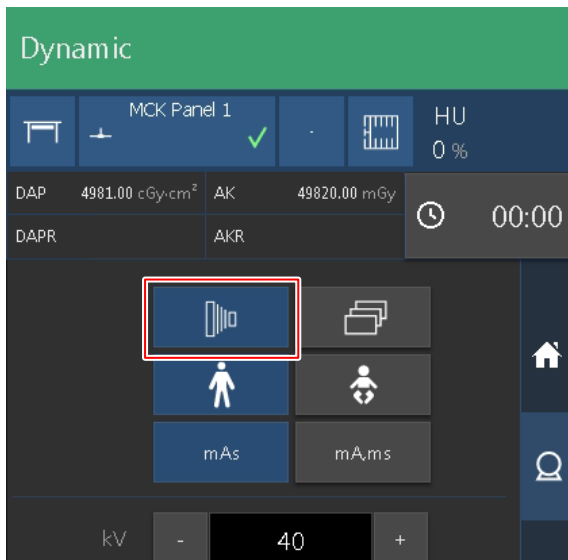 Dynamic
MCK Panel 1
HU
0 %
DAP 4981.00 cGy·cm² AK 49820.00 mGy
00:00
DAPR AKR
mAs mA,ms
kV - 40 +